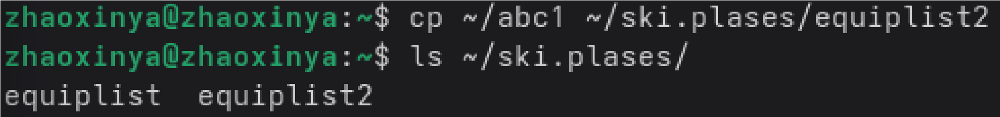 zhaoxinya@zhaoxinya:~$ cp ~/abc1 ~/ski.plases/equiplist2
zhaoxinya@zhaoxinya:~$ ls ~/ski.plases/
equiplist  equiplist2